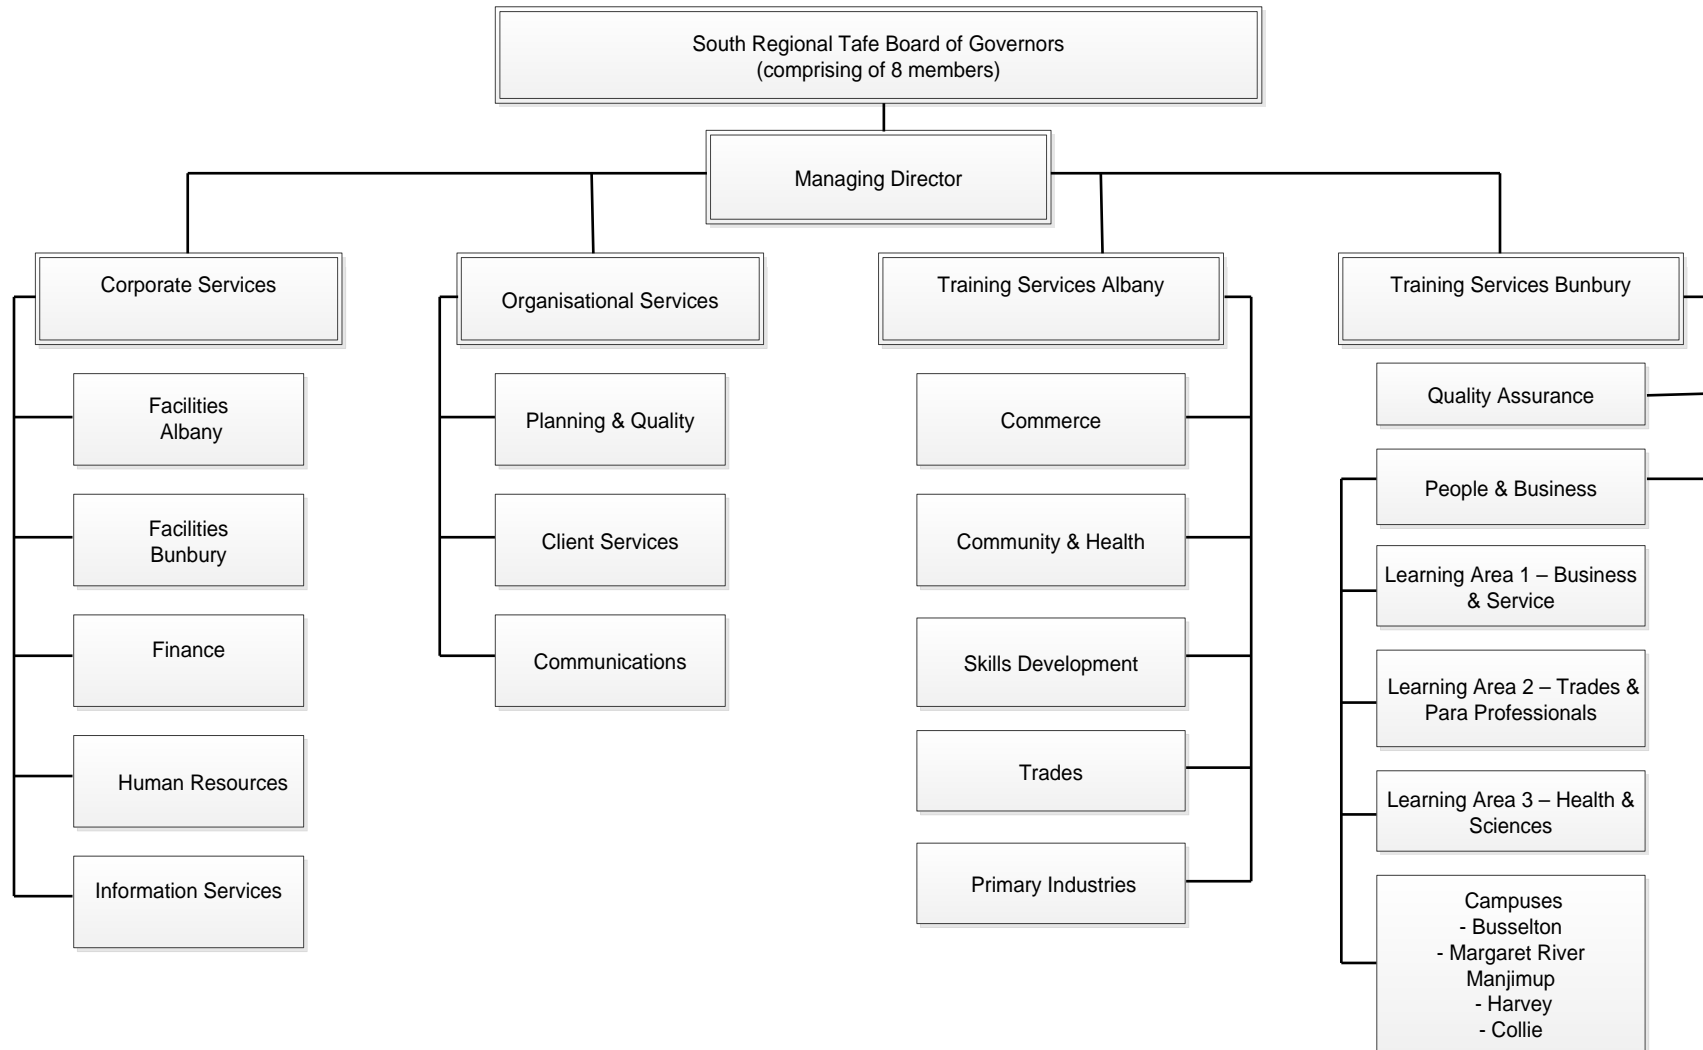 South Regional Tafe Board of Governors
(comprising of 8 members)
Managing Director
Corporate Services
Facilities
Albany
Facilities
Bunbury
Finance
Human Resources
Information Services
Organisational Services
Planning & Quality
Client Services
Communications
Training Services Albany
Commerce
Community & Health
Skills Development
Trades
Primary Industries
Training Services Bunbury
Quality Assurance
People & Business
Learning Area 1 – Business
& Service
Learning Area 2 – Trades &
Para Professionals
Learning Area 3 – Health &
Sciences
Campuses
- Busselton
- Margaret River
Manjimup
- Harvey
- Collie